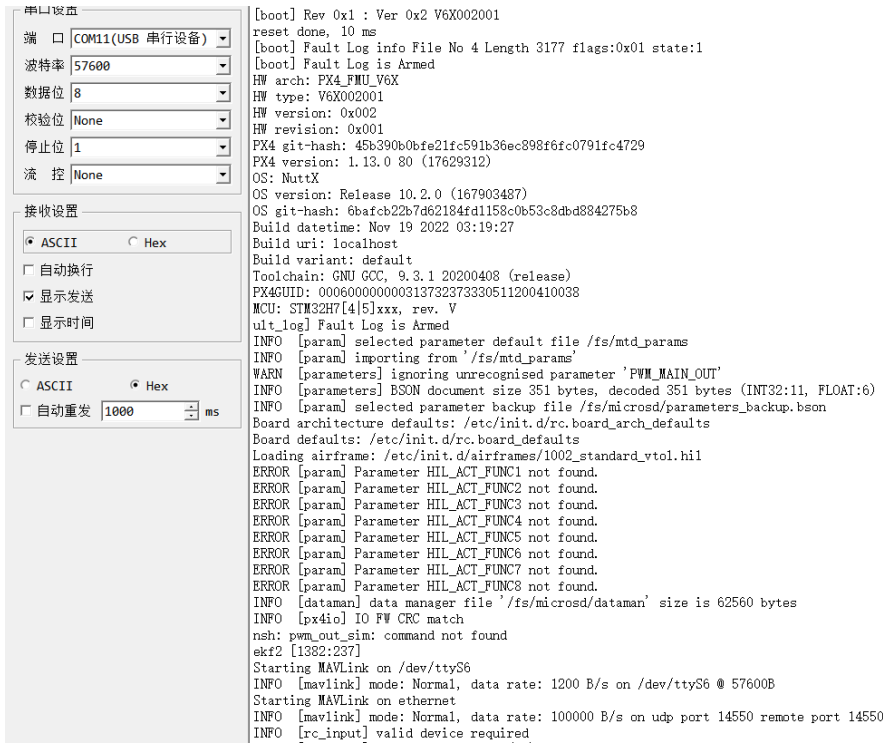 串口设置
端 口 COM11(USB 串行设备)
波特率 57600
数据位 8
校验位 None
停止位 1
流 控 None
接收设置
ASCII Hex
自动换行
显示发送
显示时间
发送设置
ASCII Hex
自动重发 1000 ms
[boot] Rev 0x1 : Ver 0x2 V6X002001
reset done, 10 ms
[boot] Fault Log info File No 4 Length 3177 flags:0x01 state:1
[boot] Fault Log is Armed
HW arch: PX4_FMU_V6X
HW type: V6X002001
HW version: 0x002
HW revision: 0x001
PX4 git-hash: 45b390b0bfe21fc591b36ec898f6fc0791fc4729
PX4 version: 1.13.0 80 (17629312)
OS: NuttX
OS version: Release 10.2.0 (167903487)
OS git-hash: 6bafcb22b7d62184fd1158c0b53c8dbd884275b8
Build datetime: Nov 19 2022 03:19:27
Build uri: localhost
Build variant: default
Toolchain: GNU GCC, 9.3.1 20200408 (release)
PX4GUID: 000600000000313732373330511200410038
MCU: STM32H7[4|5]xxx, rev. V
ult_log] Fault Log is Armed
INFO  [param] selected parameter default file /fs/mtd_params
INFO  [param] importing from '/fs/mtd_params'
WARN  [parameters] ignoring unrecognised parameter 'PWM_MAIN_OUT'
INFO  [parameters] BSON document size 351 bytes, decoded 351 bytes (INT32:11, FLOAT:6)
INFO  [param] selected parameter backup file /fs/microsd/parameters_backup.bson
Board architecture defaults: /etc/init.d/rc.board_arch_defaults
Board defaults: /etc/init.d/rc.board_defaults
Loading airframe: /etc/init.d/airframes/1002_standard_vtol.hil
ERROR [param] Parameter HIL_ACT_FUNC1 not found.
ERROR [param] Parameter HIL_ACT_FUNC2 not found.
ERROR [param] Parameter HIL_ACT_FUNC3 not found.
ERROR [param] Parameter HIL_ACT_FUNC4 not found.
ERROR [param] Parameter HIL_ACT_FUNC5 not found.
ERROR [param] Parameter HIL_ACT_FUNC6 not found.
ERROR [param] Parameter HIL_ACT_FUNC7 not found.
ERROR [param] Parameter HIL_ACT_FUNC8 not found.
INFO  [dataman] data manager file '/fs/microsd/dataman' size is 62560 bytes
INFO  [px4io] IO FW CRC match
nsh: pwm_out_sim: command not found
ekf2 [1382:237]
Starting MAVLink on /dev/ttyS6
INFO  [mavlink] mode: Normal, data rate: 1200 B/s on /dev/ttyS6 @ 57600B
Starting MAVLink on ethernet
INFO  [mavlink] mode: Normal, data rate: 100000 B/s on udp port 14550 remote port 14550
INFO  [rc_input] valid device required